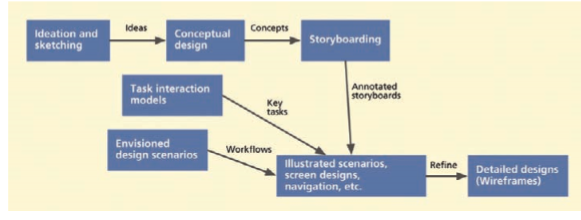 Ideation and
sketching
Ideas
Conceptual
design
Concepts
Storyboarding
Task interaction
models
Key
tasks
Annotated
storyboards
Envisioned
design scenarios
Workflows
Illustrated scenarios,
screen designs,
navigation, etc.
Refine
Detailed designs
(Wireframes)